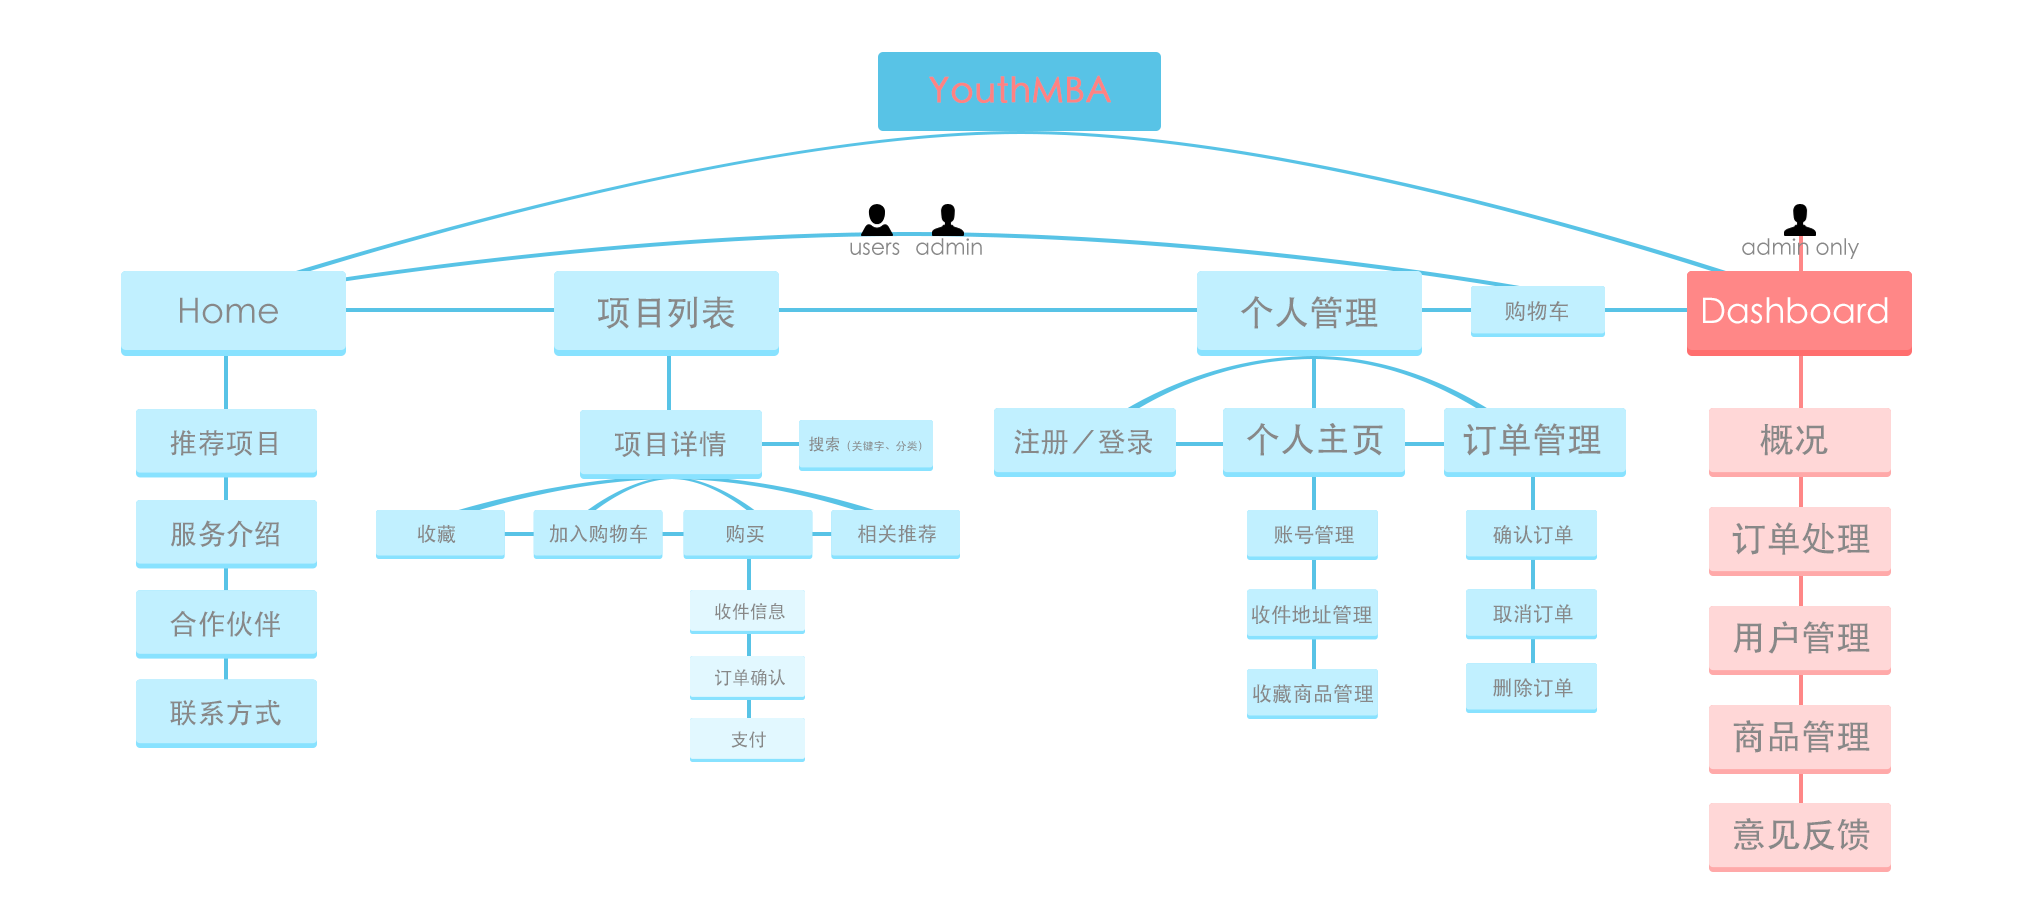 YouthMBA
users
admin
admin only
Home
项目列表
个人管理
购物车
Dashboard
推荐项目
服务介绍
合作伙伴
联系方式
项目详情
搜索（关键字、分类）
收藏
加入购物车
购买
相关推荐
收件信息
订单确认
支付
注册／登录
个人主页
订单管理
账号管理
收件地址管理
收藏商品管理
确认订单
取消订单
删除订单
概况
订单处理
用户管理
商品管理
意见反馈